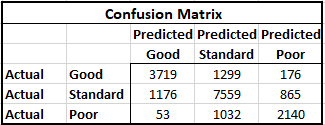 Confusion Matrix
Predicted Predicted Predicted
Good Standard Poor
Actual Good 3719 1299 176
Actual Standard 1176 7559 865
Actual Poor 53 1032 2140